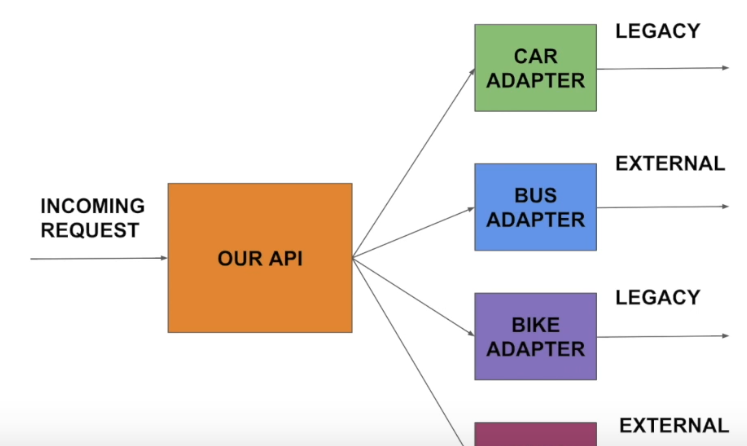 LEGACY
CAR
ADAPTER
EXTERNAL
BUS
ADAPTER
INCOMING
REQUEST
OUR API
LEGACY
BIKE
ADAPTER
EXTERNAL